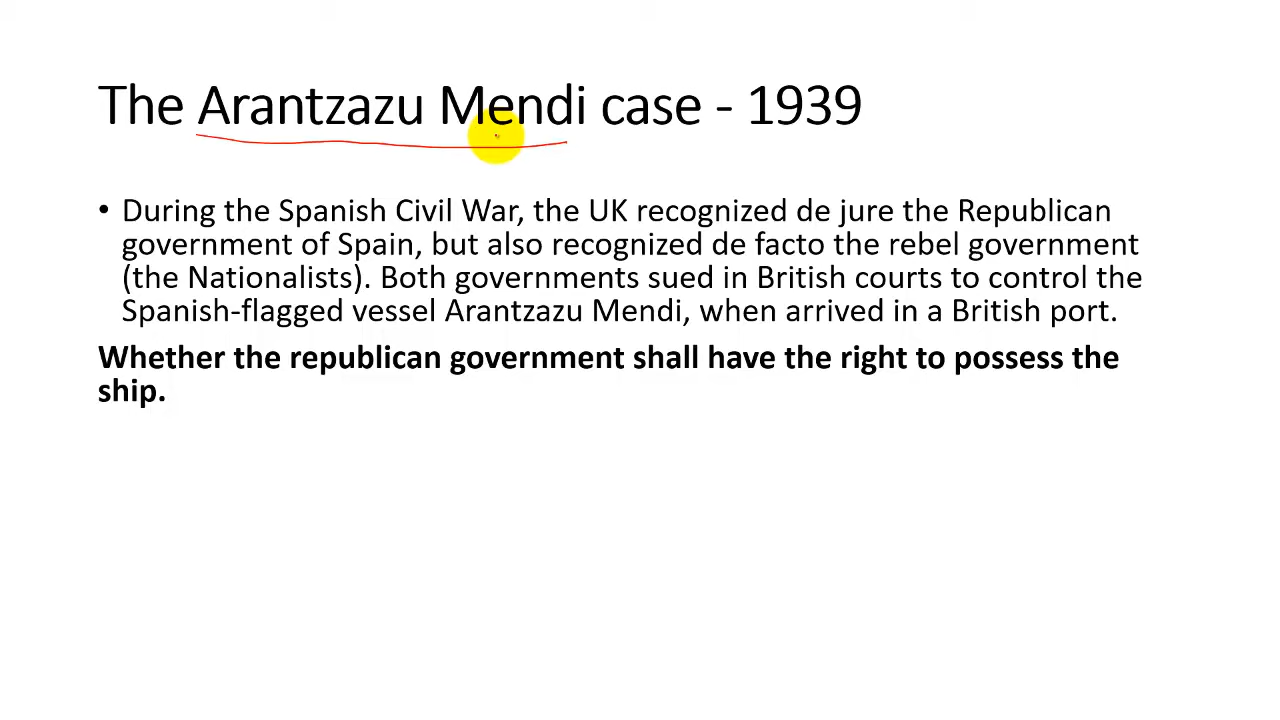 The Arantzazu Mendi case - 1939
• During the Spanish Civil War, the UK recognized de jure the Republican
government of Spain, but also recognized de facto the rebel government
(the Nationalists). Both governments sued in British courts to control the
Spanish-flagged vessel Arantzazu Mendi, when arrived in a British port.
Whether the republican government shall have the right to possess the
ship.